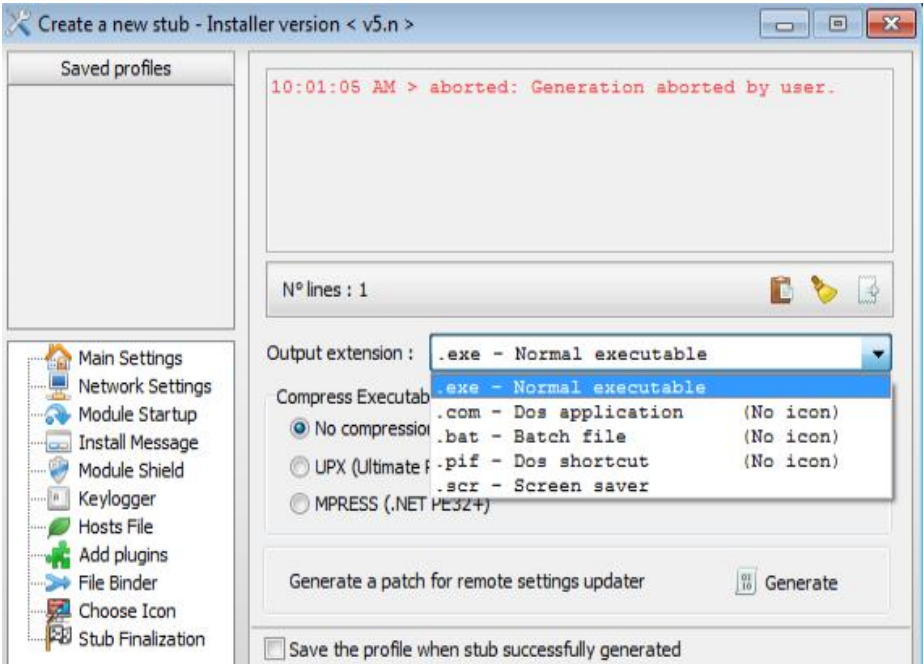 Create a new stub - Installer version < v5.n >
Saved profiles
10:01:05 AM > aborted: Generation aborted by user.
Nº lines : 1
Main Settings
Network Settings
Module Startup
Install Message
Module Shield
Keylogger
Hosts File
Add plugins
File Binder
Choose Icon
Stub Finalization
Output extension : .exe - Normal executable
.exe - Normal executable
.com - Dos application (No icon)
.bat - Batch file (No icon)
.pif - Dos shortcut (No icon)
.scr - Screen saver
Compress
No
UPX (Ultimate
MPRESS (.NET PE32+)
Generate a patch for remote settings updater
Generate
Save the profile when stub successfully generated